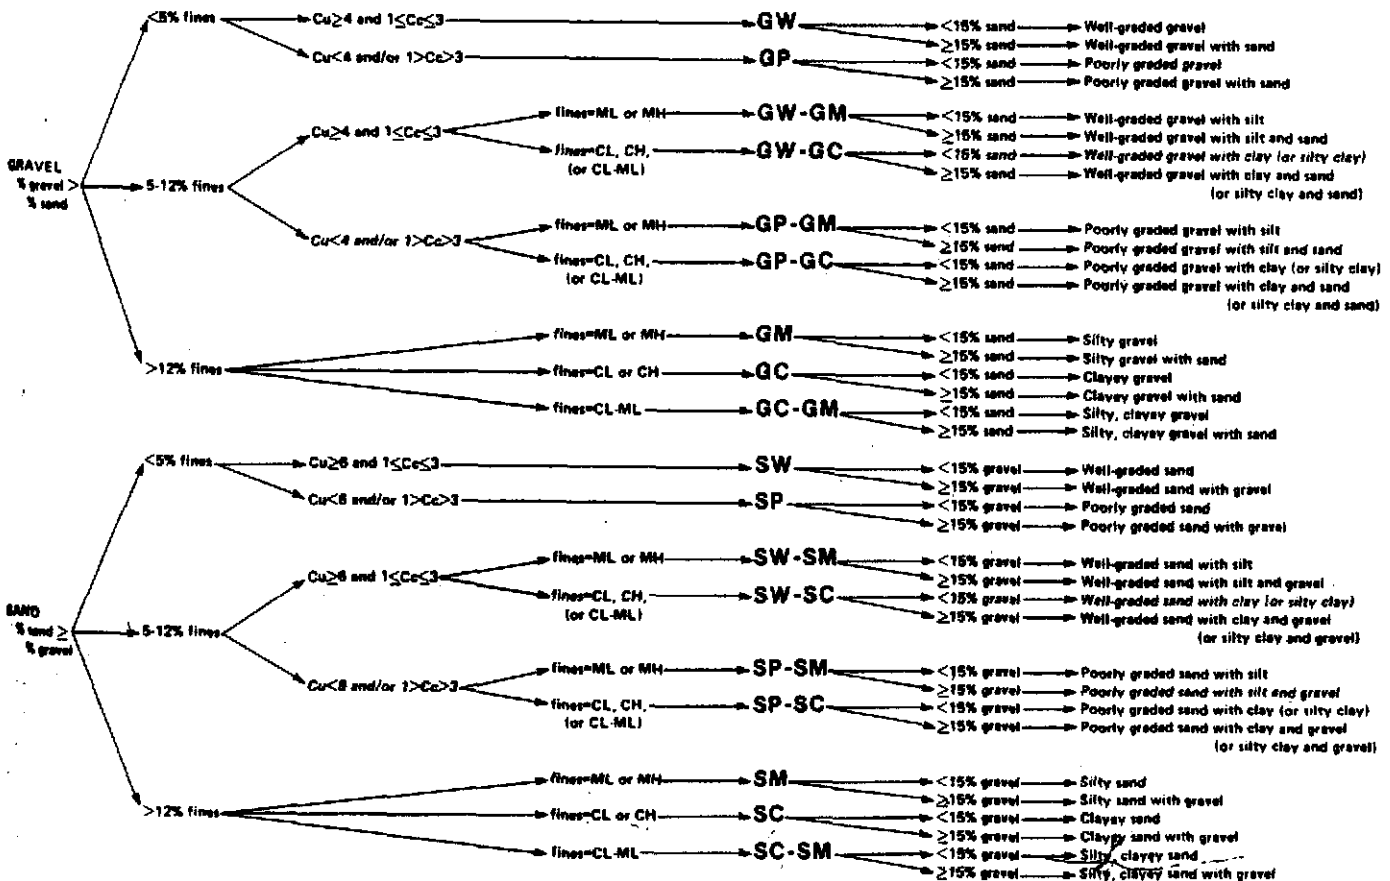 <5% fines
Cu≥4 and 1≤Cc≤3
GW
<15% sand
Well-graded gravel
≥15% sand
Well-graded gravel with sand
Cu<4 and/or 1>Cc>3
GP
<15% sand
Poorly graded gravel
≥15% sand
Poorly graded gravel with sand
GRAVEL
% gravel >
% sand
5-12% fines
Cu≥4 and 1≤Cc≤3
fines=ML or MH
GW-GM
<15% sand
Well-graded gravel with silt
≥15% sand
Well-graded gravel with silt and sand
fines=CL, CH,
(or CL-ML)
GW-GC
<15% sand
Well-graded gravel with clay (or silty clay)
≥15% sand
Well-graded gravel with clay and sand
(or silty clay and sand)
Cu<4 and/or 1>Cc>3
fines=ML or MH
GP-GM
<15% sand
Poorly graded gravel with silt
≥15% sand
Poorly graded gravel with silt and sand
fines=CL, CH,
(or CL-ML)
GP-GC
<15% sand
Poorly graded gravel with clay (or silty clay)
≥15% sand
Poorly graded gravel with clay and sand
(or silty clay and sand)
>12% fines
fines=ML or MH
GM
<15% sand
Silty gravel
≥15% sand
Silty gravel with sand
fines=CL or CH
GC
<15% sand
Clayey gravel
≥15% sand
Clayey gravel with sand
fines=CL-ML
GC-GM
<15% sand
Silty, clayey gravel
≥15% sand
Silty, clayey gravel with sand
<5% fines
Cu≥6 and 1≤Cc≤3
SW
<15% gravel
Well-graded sand
≥15% gravel
Well-graded sand with gravel
Cu<6 and/or 1>Cc>3
SP
<15% gravel
Poorly graded sand
≥15% gravel
Poorly graded sand with gravel
SAND
% sand ≥
% gravel
5-12% fines
Cu≥6 and 1≤Cc≤3
fines=ML or MH
SW-SM
<15% gravel
Well-graded sand with silt
≥15% gravel
Well-graded sand with silt and gravel
fines=CL, CH,
(or CL-ML)
SW-SC
<15% gravel
Well-graded sand with clay (or silty clay)
≥15% gravel
Well-graded sand with clay and gravel
(or silty clay and gravel)
Cu<6 and/or 1>Cc>3
fines=ML or MH
SP-SM
<15% gravel
Poorly graded sand with silt
≥15% gravel
Poorly graded sand with silt and gravel
fines=CL, CH,
(or CL-ML)
SP-SC
<15% gravel
Poorly graded sand with clay (or silty clay)
≥15% gravel
Poorly graded sand with clay and gravel
(or silty clay and gravel)
>12% fines
fines=ML or MH
SM
<15% gravel
Silty sand
≥15% gravel
Silty sand with gravel
fines=CL or CH
SC
<15% gravel
Clayey sand
≥15% gravel
Clayey sand with gravel
fines=CL-ML
SC-SM
<15% gravel
Silty, clayey sand
≥15% gravel
Silty, clayey sand with gravel